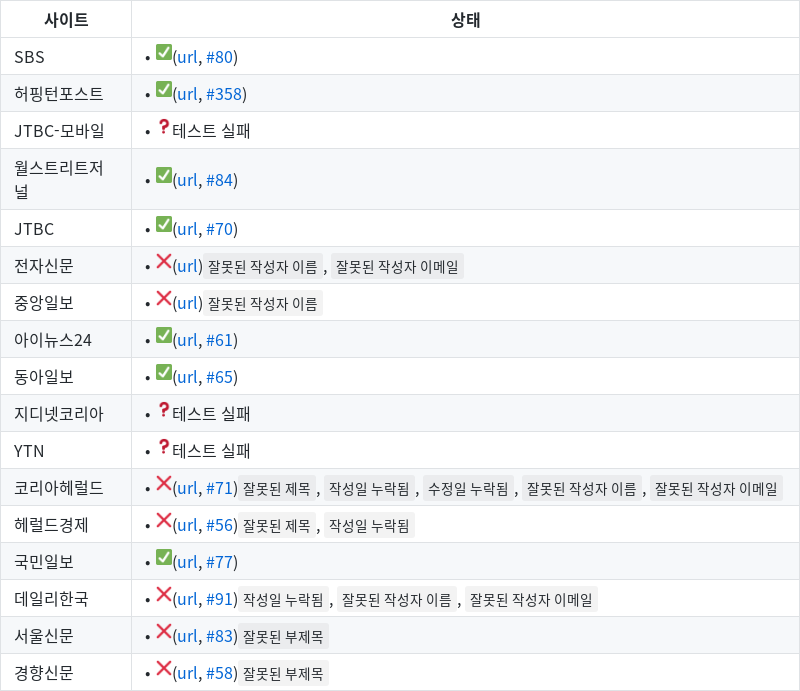 사이트 상태
SBS • ✅(url, #80)
허핑턴포스트 • ✅(url, #358)
JTBC-모바일 • ❓테스트 실패
월스트리트저
널 • ✅(url, #84)
JTBC • ✅(url, #70)
전자신문 • ❌(url) 잘못된 작성자 이름 , 잘못된 작성자 이메일
중앙일보 • ❌(url) 잘못된 작성자 이름
아이뉴스24 • ✅(url, #61)
동아일보 • ✅(url, #65)
지디넷코리아 • ❓테스트 실패
YTN • ❓테스트 실패
코리아헤럴드 • ❌(url, #71) 잘못된 제목 , 작성일 누락됨 , 수정일 누락됨 , 잘못된 작성자 이름 , 잘못된 작성자 이메일
헤럴드경제 • ❌(url, #56) 잘못된 제목 , 작성일 누락됨
국민일보 • ✅(url, #77)
데일리한국 • ❌(url, #91) 작성일 누락됨 , 잘못된 작성자 이름 , 잘못된 작성자 이메일
서울신문 • ❌(url, #83) 잘못된 부제목
경향신문 • ❌(url, #58) 잘못된 부제목